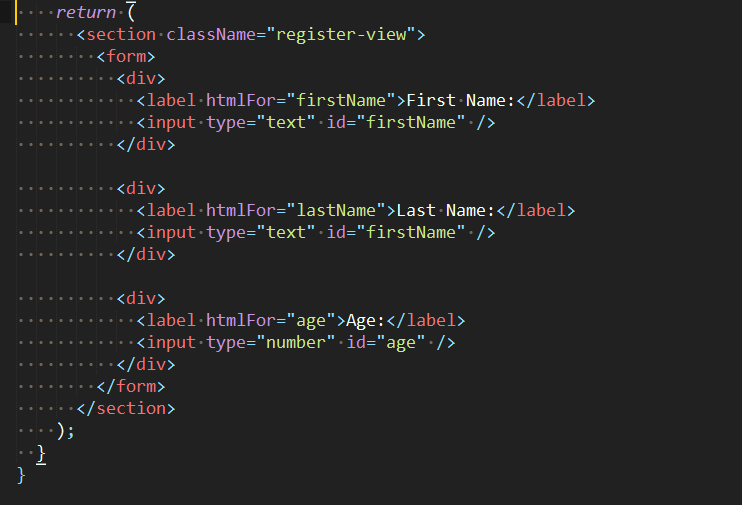 return (
<section className="register-view">
<form>
<div>
<label htmlFor="firstName">First Name:</label>
<input type="text" id="firstName" />
</div>
<div>
<label htmlFor="lastName">Last Name:</label>
<input type="text" id="firstName" />
</div>
<div>
<label htmlFor="age">Age:</label>
<input type="number" id="age" />
</div>
</form>
</section>
);
}
}